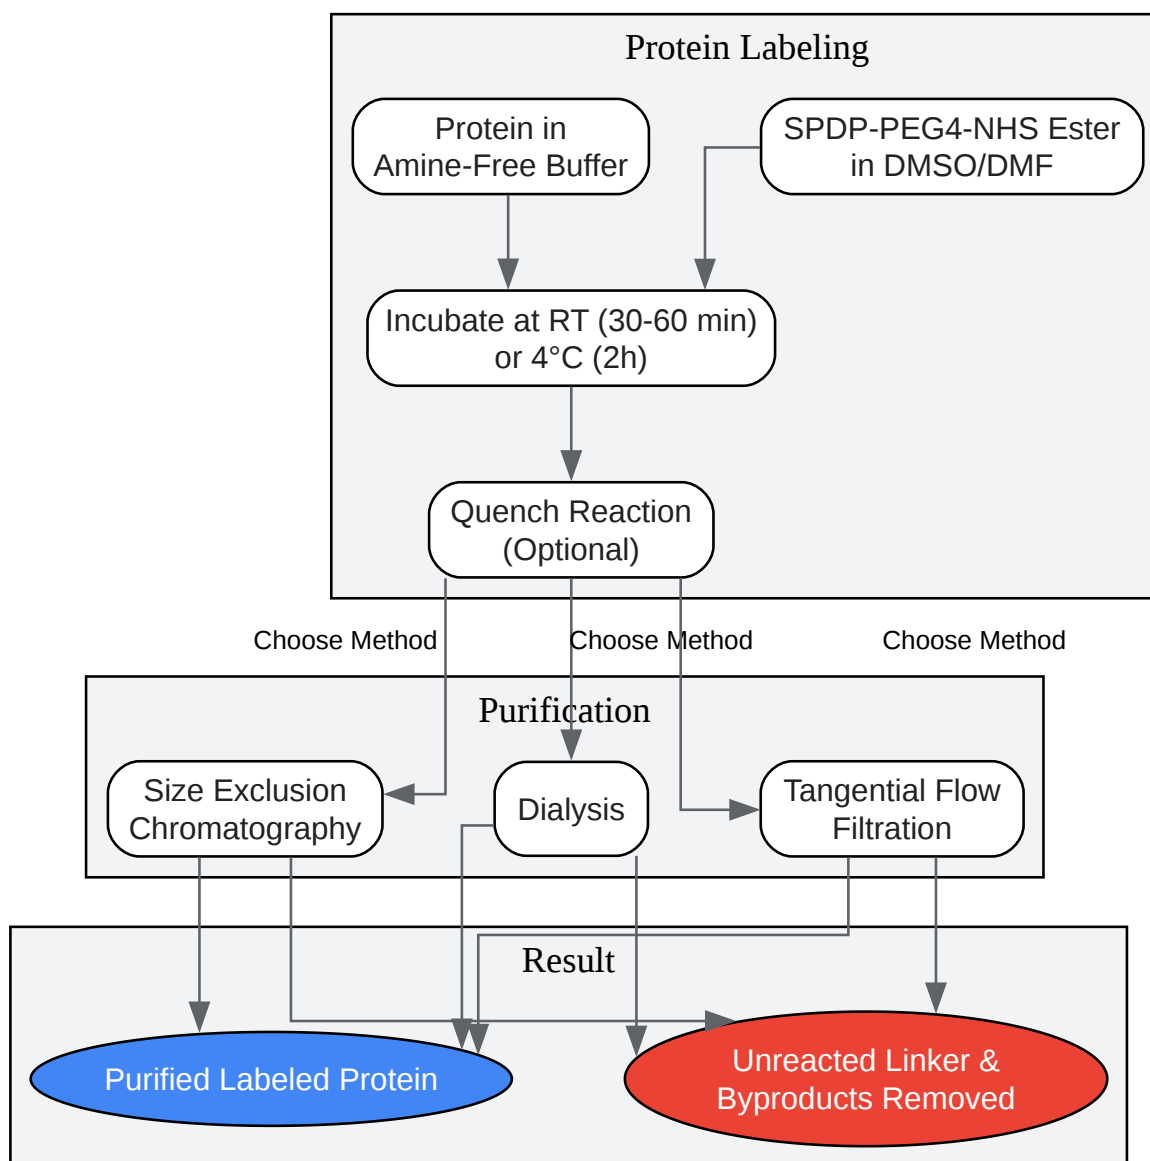 Protein Labeling
Protein in
Amine-Free Buffer
SPDP-PEG4-NHS Ester
in DMSO/DMF
Incubate at RT (30-60 min)
or 4°C (2h)
Quench Reaction
(Optional)
Choose Method
Choose Method
Choose Method
Purification
Size Exclusion
Chromatography
Dialysis
Tangential Flow
Filtration
Result
Purified Labeled Protein
Unreacted Linker &
Byproducts Removed